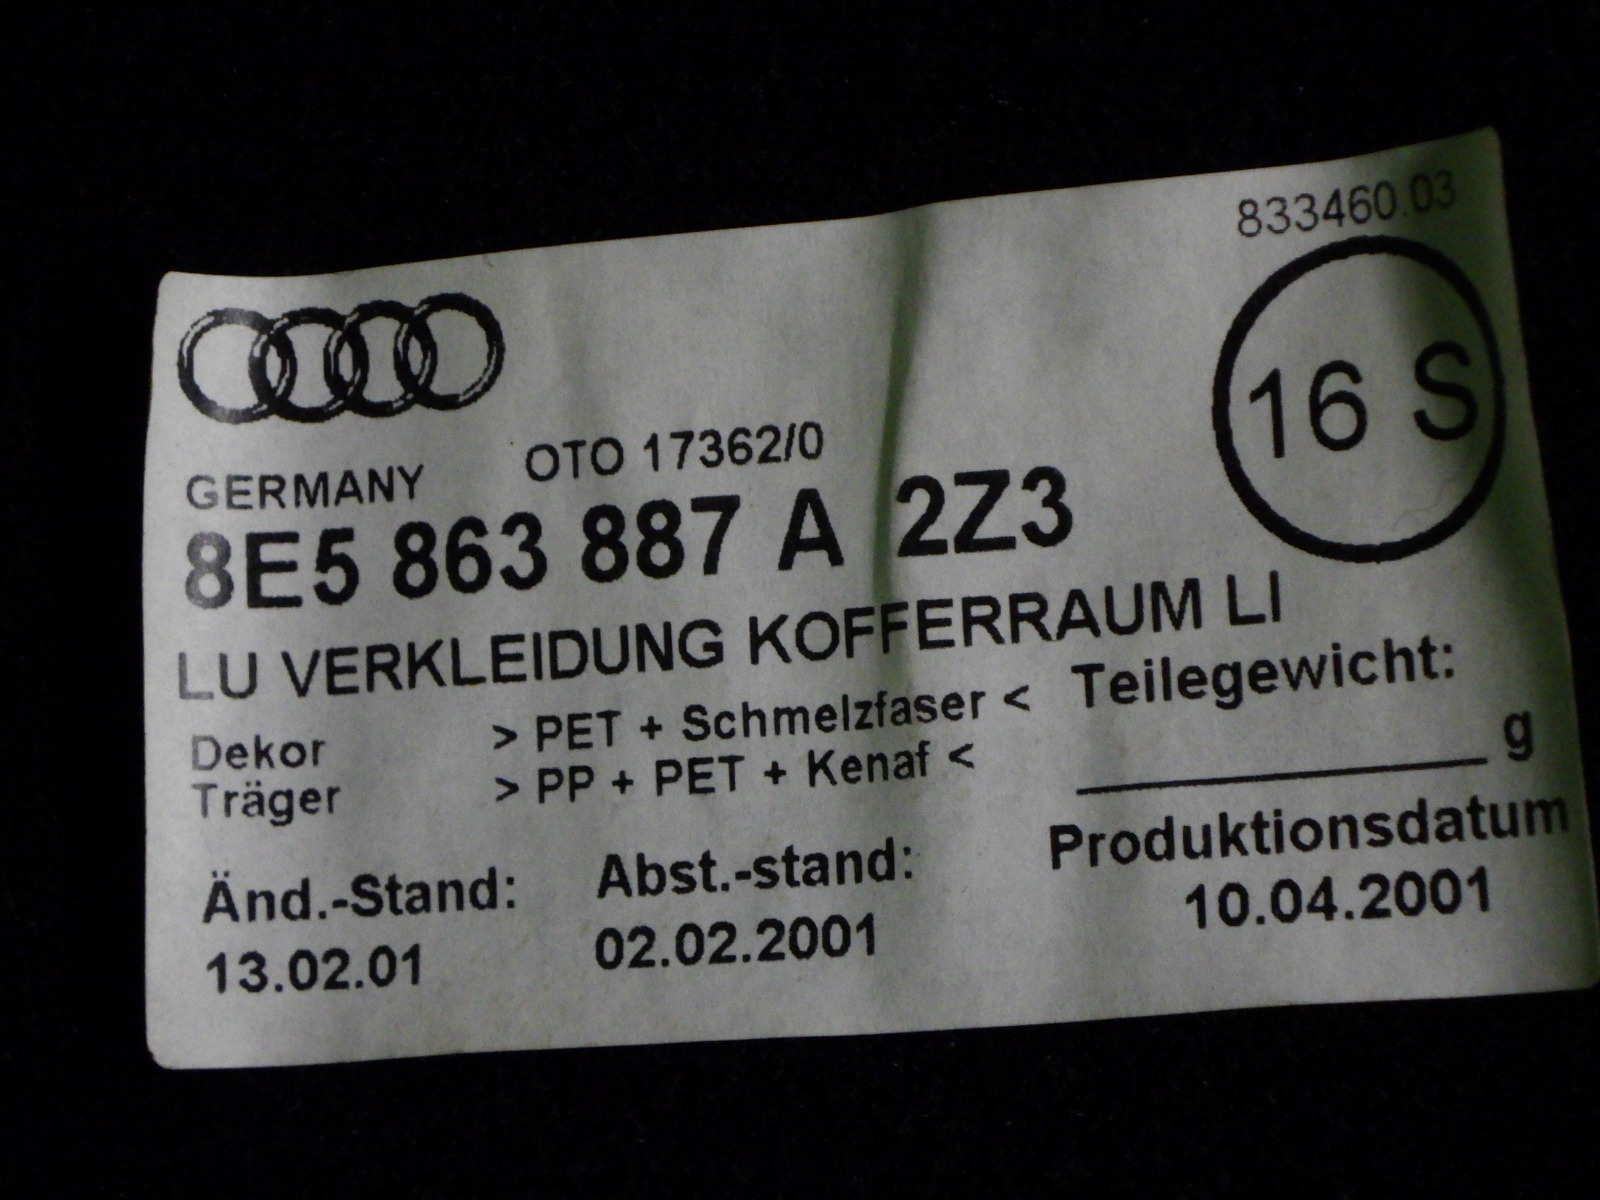 833460.03
16 S
GERMANY OTO 17362/0
8E5 863 887 A 2Z3
LU VERKLEIDUNG KOFFERRAUM LI
Dekor > PET + Schmelzfaser <
Träger > PP + PET + Kenaf <
Teilegewicht:
g
Änd.-Stand:
13.02.01
Abst.-stand:
02.02.2001
Produktionsdatum
10.04.2001